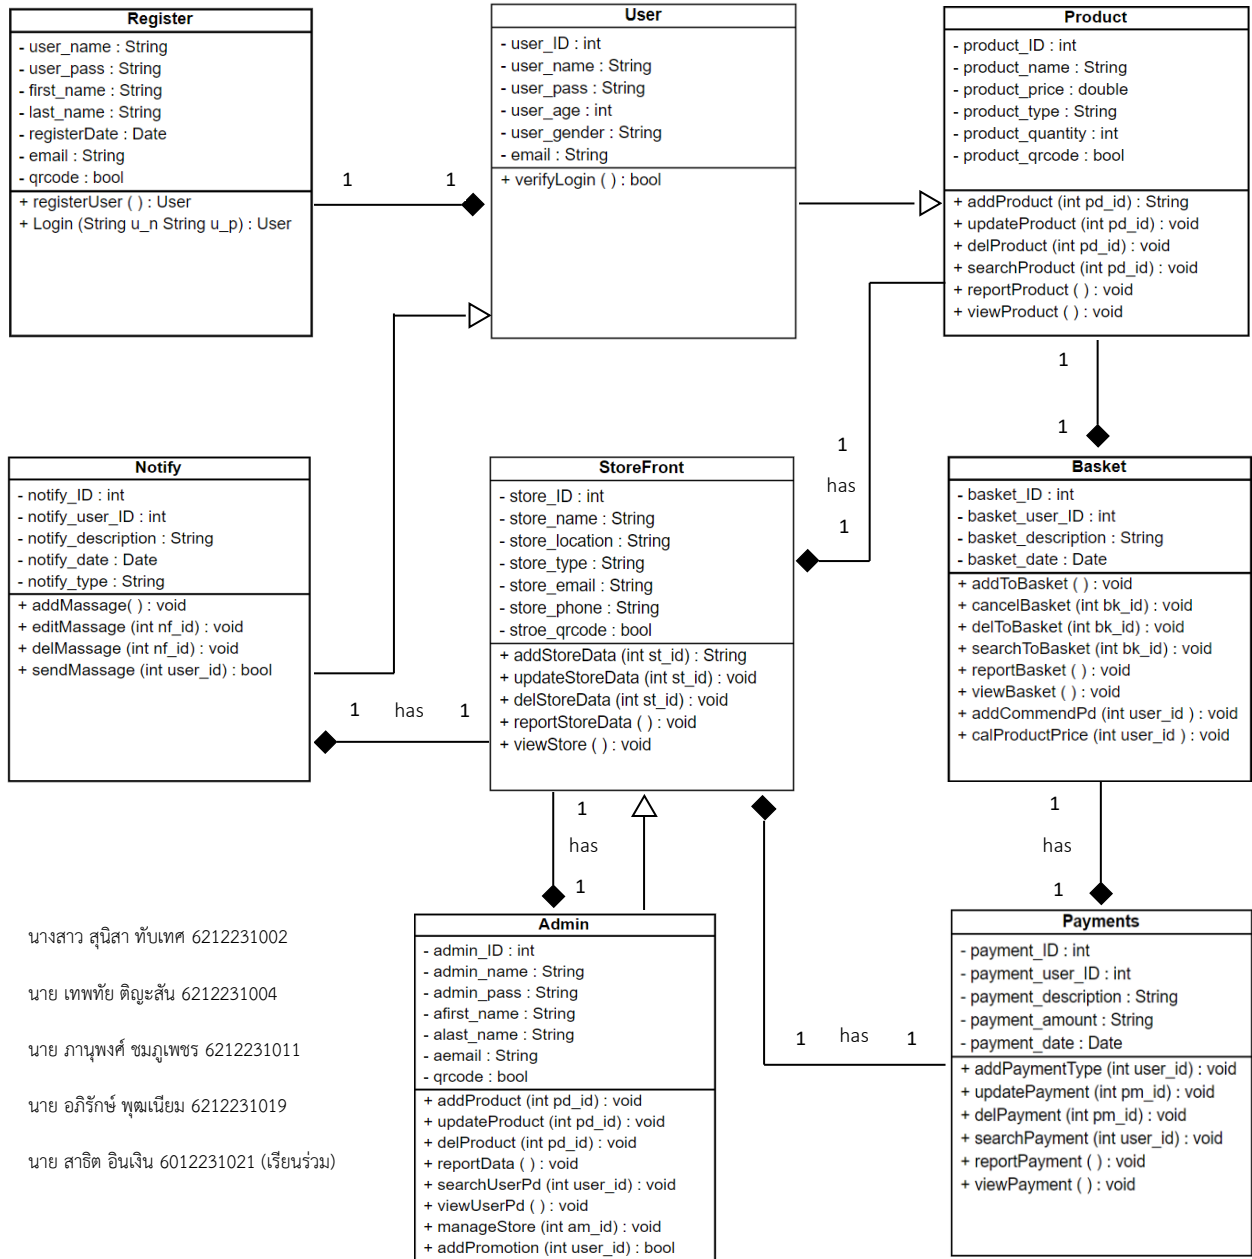 Register
- user_name : String
- user_pass : String
- first_name : String
- last_name : String
- registerDate : Date
- email : String
- qrcode : bool
+ registerUser ( ) : User
+ Login (String u_n String u_p) : User
1
1
User
- user_ID : int
- user_name : String
- user_pass : String
- user_age : int
- user_gender : String
- email : String
+ verifyLogin ( ) : bool
Product
- product_ID : int
- product_name : String
- product_price : double
- product_type : String
- product_quantity : int
- product_qrcode : bool
+ addProduct (int pd_id) : String
+ updateProduct (int pd_id) : void
+ delProduct (int pd_id) : void
+ searchProduct (int pd_id) : void
+ reportProduct ( ) : void
+ viewProduct ( ) : void
1
1
1
has
1
Notify
- notify_ID : int
- notify_user_ID : int
- notify_description : String
- notify_date : Date
- notify_type : String
+ addMassage( ) : void
+ editMassage (int nf_id) : void
+ delMassage (int nf_id) : void
+ sendMassage (int user_id) : bool
1 has 1
StoreFront
- store_ID : int
- store_name : String
- store_location : String
- store_type : String
- store_email : String
- store_phone : String
- stroe_qrcode : bool
+ addStoreData (int st_id) : String
+ updateStoreData (int st_id) : void
+ delStoreData (int st_id) : void
+ reportStoreData ( ) : void
+ viewStore ( ) : void
Basket
- basket_ID : int
- basket_user_ID : int
- basket_description : String
- basket_date : Date
+ addToBasket ( ) : void
+ cancelBasket (int bk_id) : void
+ delToBasket (int bk_id) : void
+ searchToBasket (int bk_id) : void
+ reportBasket ( ) : void
+ viewBasket ( ) : void
+ addCommendPd (int user_id ) : void
+ calProductPrice (int user_id ) : void
1
has
1
1
has
1
นางสาว สุนิสา ทับเทศ 6212231002
นาย เทพทัย ติญะสัน 6212231004
นาย ภานุพงศ์ ชมภูเพชร 6212231011
นาย อภิรักษ์ พุฒเนียม 6212231019
นาย สาธิต อินเงิน 6012231021 (เรียนร่วม)
Admin
- admin_ID : int
- admin_name : String
- admin_pass : String
- afirst_name : String
- alast_name : String
- aemail : String
- qrcode : bool
+ addProduct (int pd_id) : void
+ updateProduct (int pd_id) : void
+ delProduct (int pd_id) : void
+ reportData ( ) : void
+ searchUserPd (int user_id) : void
+ viewUserPd ( ) : void
+ manageStore (int am_id) : void
+ addPromotion (int user_id) : bool
1 has 1
Payments
- payment_ID : int
- payment_user_ID : int
- payment_description : String
- payment_amount : String
- payment_date : Date
+ addPaymentType (int user_id) : void
+ updatePayment (int pm_id) : void
+ delPayment (int pm_id) : void
+ searchPayment (int user_id) : void
+ reportPayment ( ) : void
+ viewPayment ( ) : void